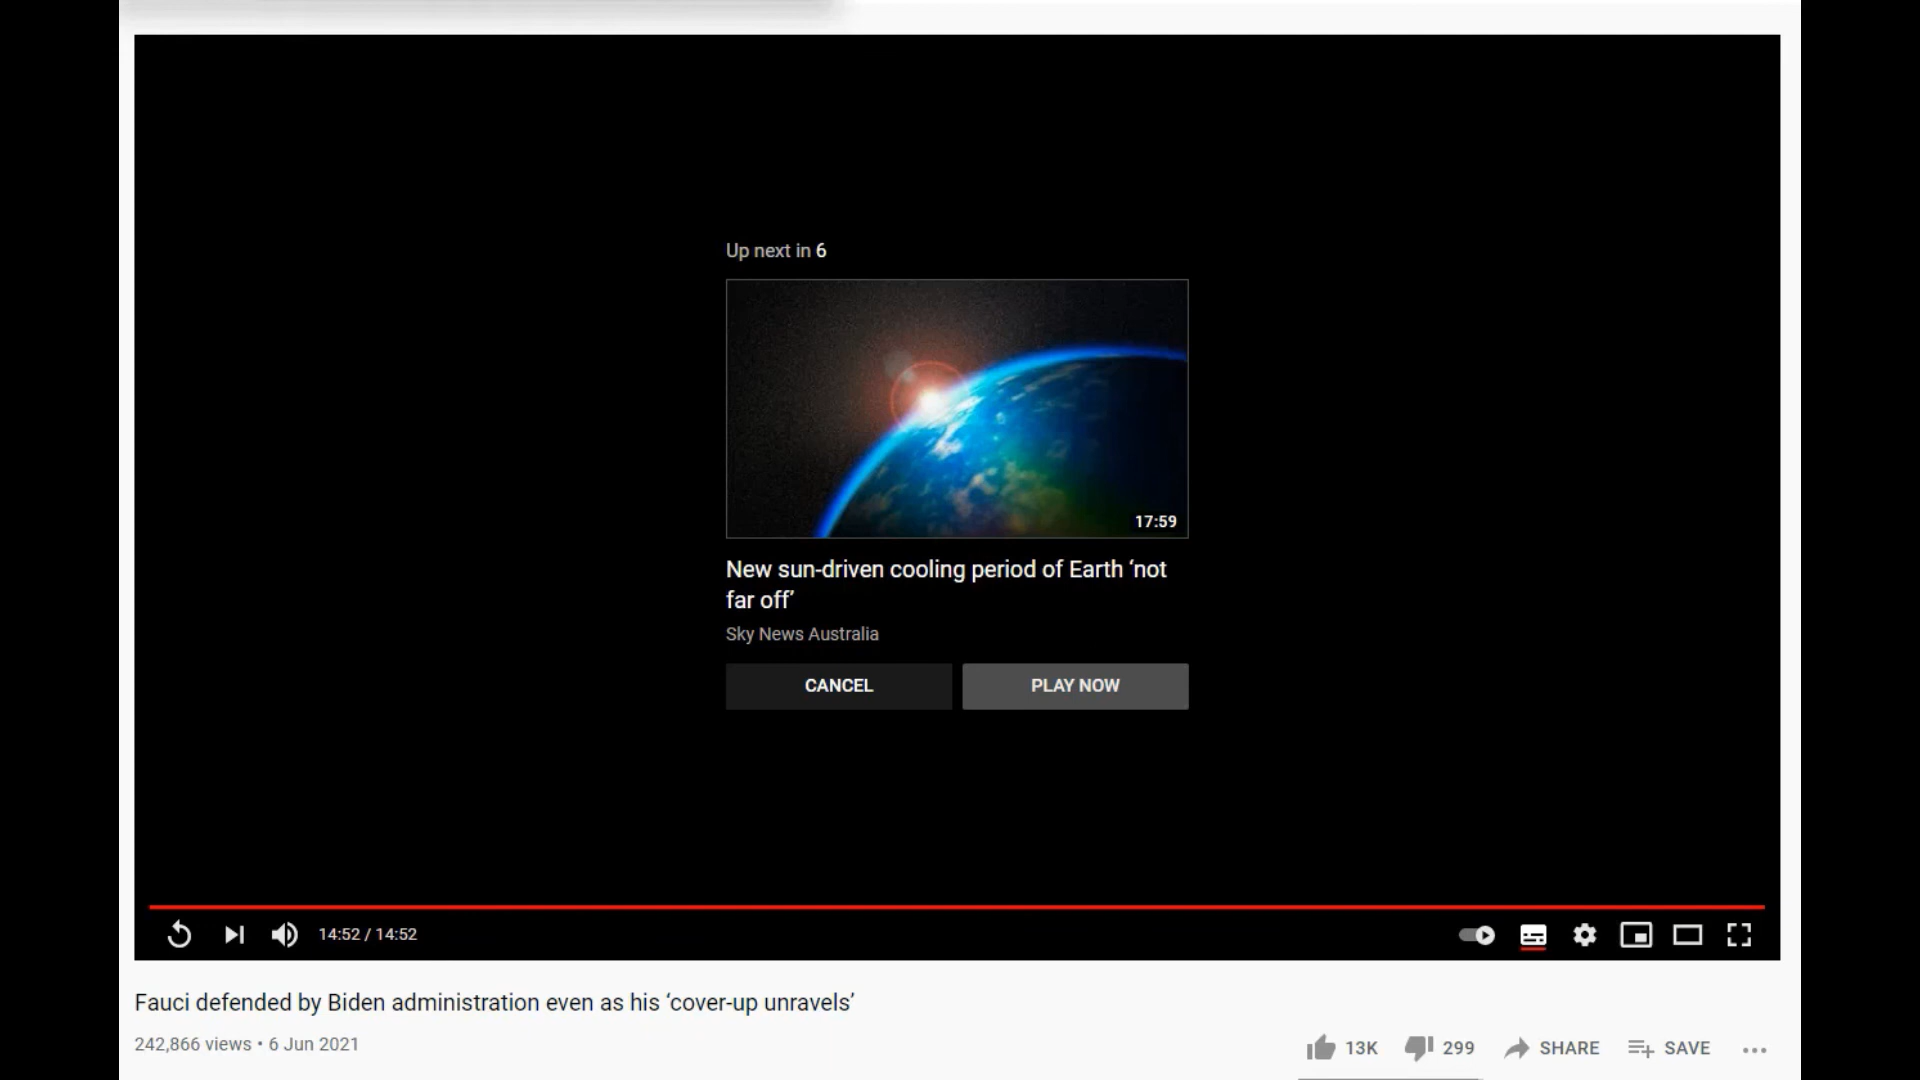 Up next in 6
17:59
New sun-driven cooling period of Earth ‘not
far off’
Sky News Australia
CANCEL
PLAY NOW
14:52 / 14:52
Fauci defended by Biden administration even as his ‘cover-up unravels’
242,866 views • 6 Jun 2021
13K
299
SHARE
SAVE